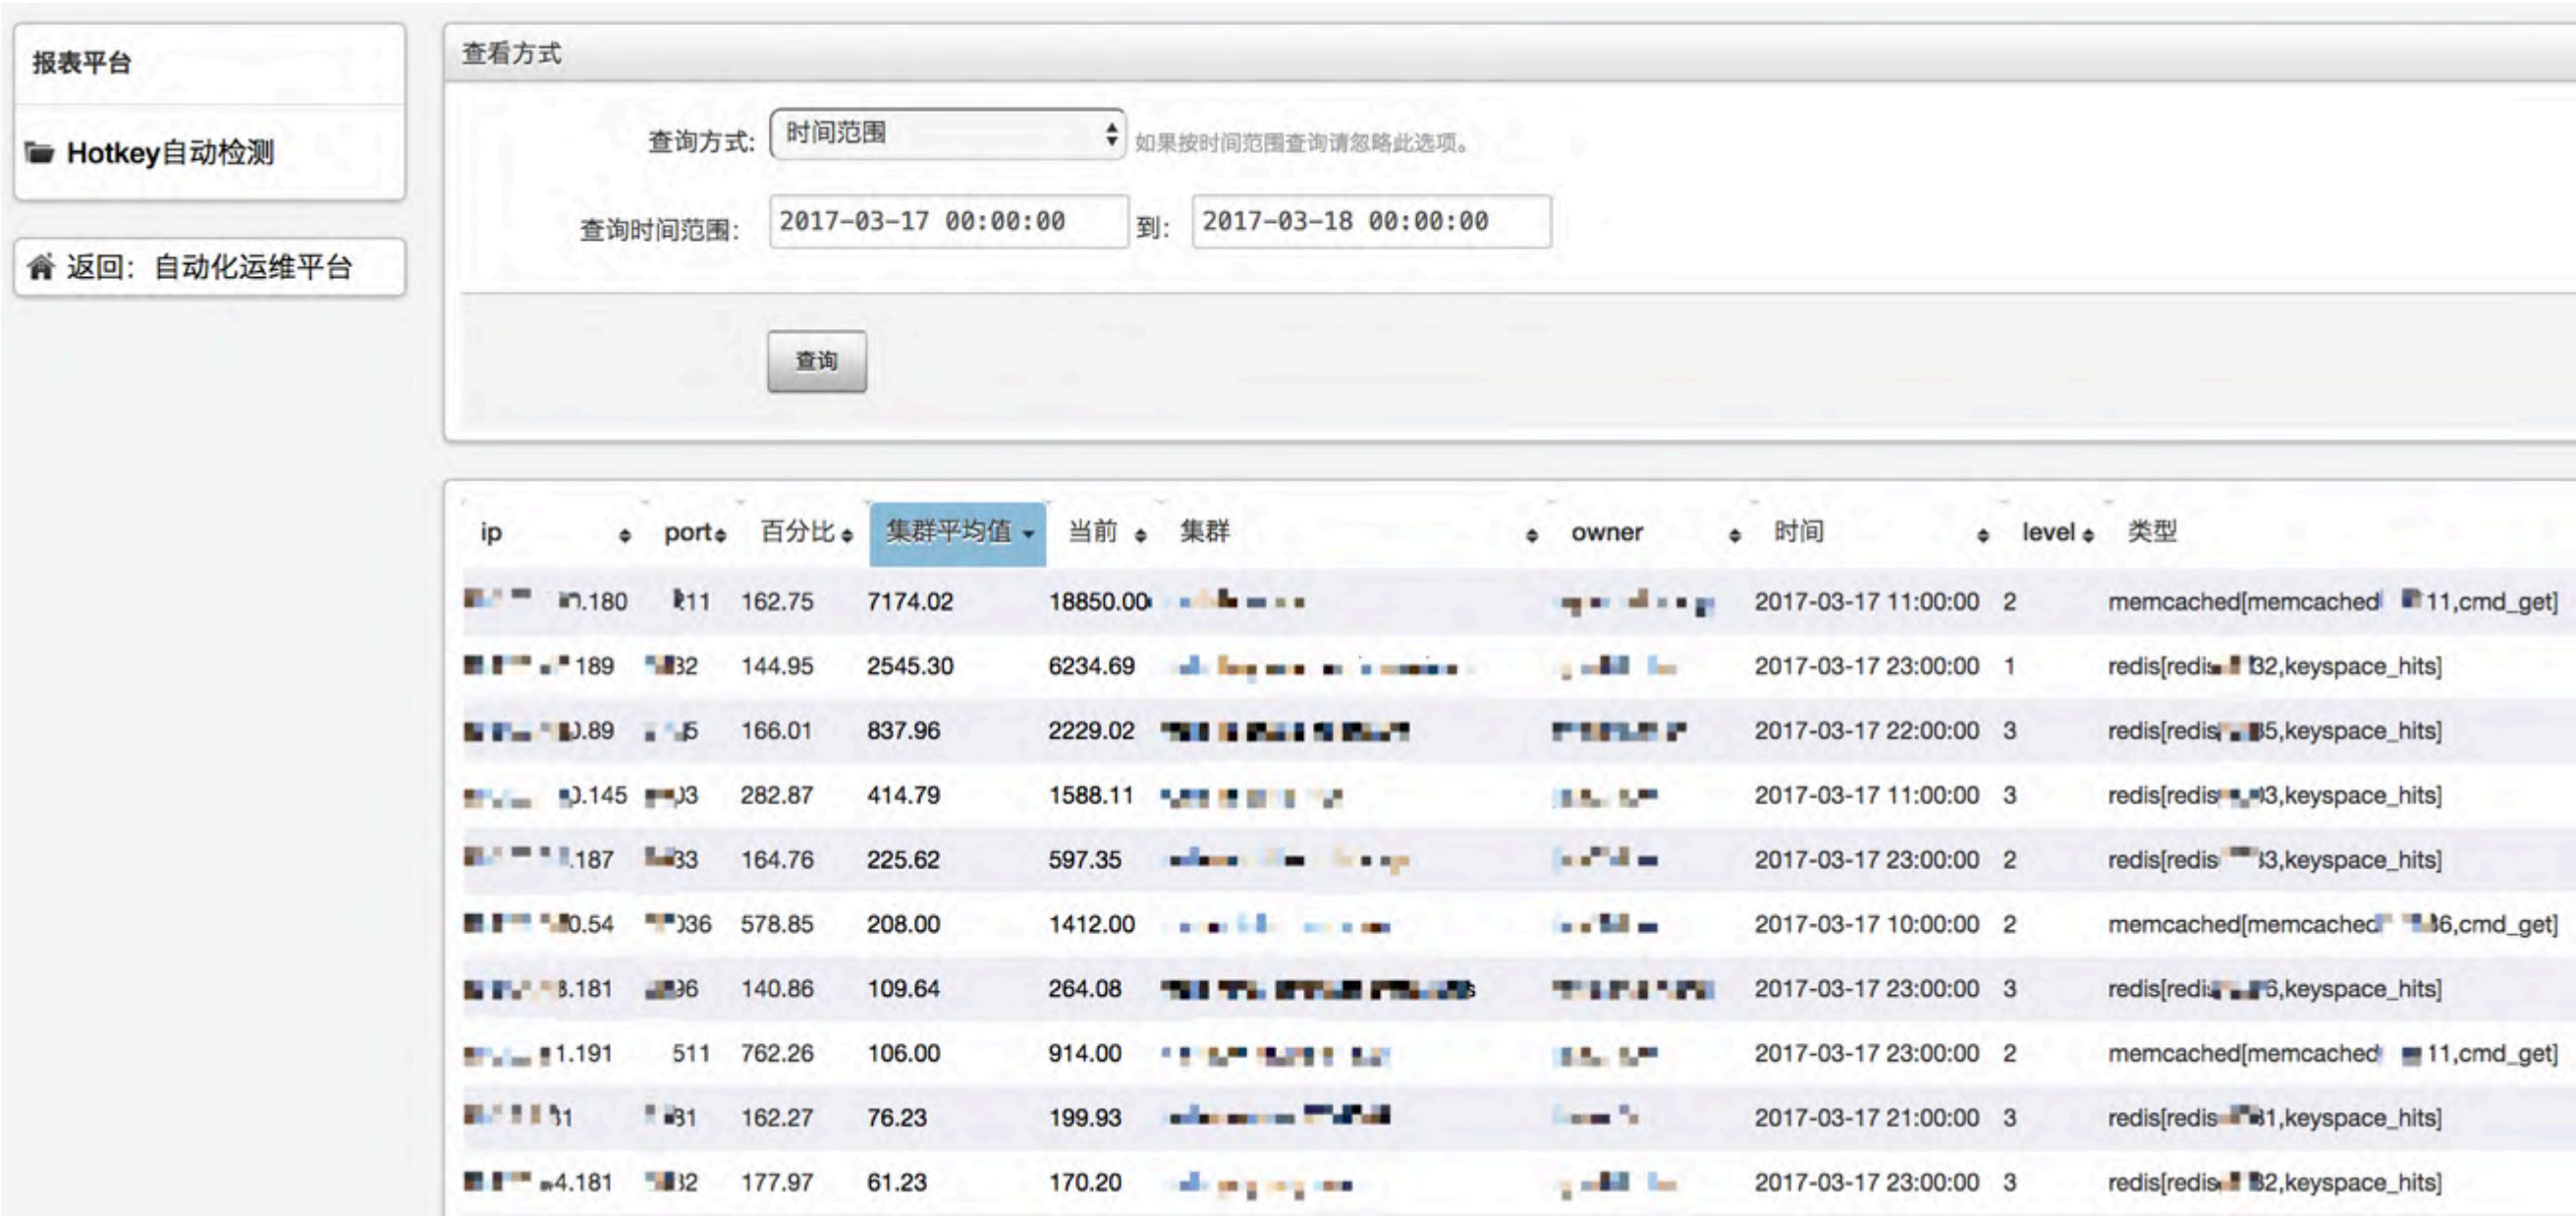 报表平台
Hotkey自动检测
返回：自动化运维平台
查看方式
查询方式: 时间范围 如果按时间范围查询请忽略此选项。
查询时间范围: 2017-03-17 00:00:00 到: 2017-03-18 00:00:00
查询
ip port 百分比 集群平均值 当前 集群 owner 时间 level 类型
.180 11 162.75 7174.02 18850.00 2017-03-17 11:00:00 2 memcached[memcached 11,cmd_get]
189 32 144.95 2545.30 6234.69 2017-03-17 23:00:00 1 redis[redis 32,keyspace_hits]
.89 5 166.01 837.96 2229.02 2017-03-17 22:00:00 3 redis[redis 35,keyspace_hits]
.145 03 282.87 414.79 1588.11 2017-03-17 11:00:00 3 redis[redis 03,keyspace_hits]
.187 33 164.76 225.62 597.35 2017-03-17 23:00:00 2 redis[redis 33,keyspace_hits]
0.54 036 578.85 208.00 1412.00 2017-03-17 10:00:00 2 memcached[memcached 36,cmd_get]
.181 96 140.86 109.64 264.08 2017-03-17 23:00:00 3 redis[redis 6,keyspace_hits]
1.191 511 762.26 106.00 914.00 2017-03-17 23:00:00 2 memcached[memcached 11,cmd_get]
31 31 162.27 76.23 199.93 2017-03-17 21:00:00 3 redis[redis 31,keyspace_hits]
4.181 32 177.97 61.23 170.20 2017-03-17 23:00:00 3 redis[redis 32,keyspace_hits]